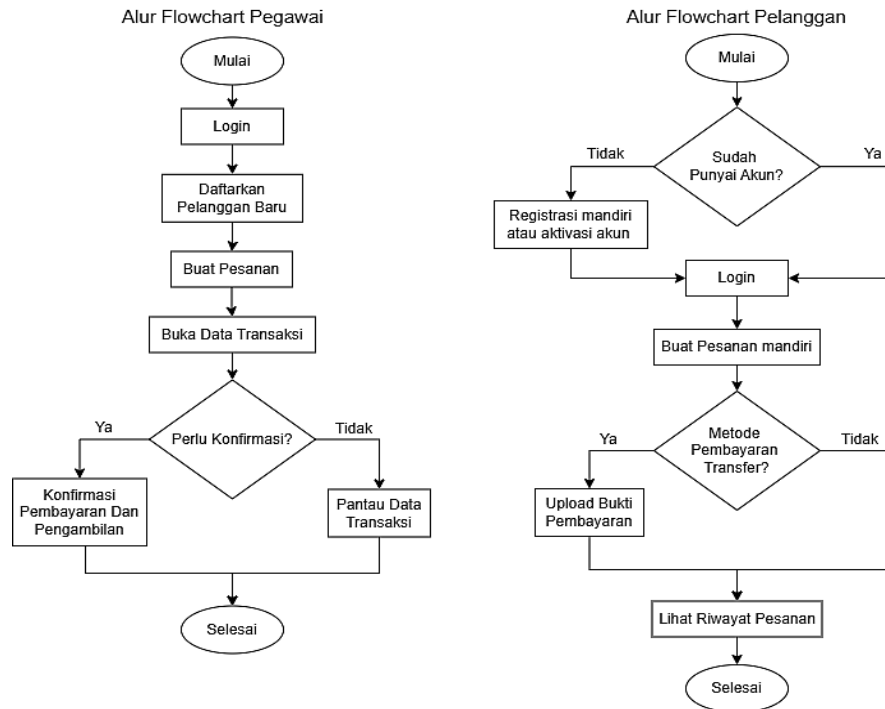 Alur Flowchart Pegawai
Mulai
Login
Daftarkan
Pelanggan Baru
Buat Pesanan
Buka Data Transaksi
Perlu Konfirmasi?
Ya
Tidak
Konfirmasi
Pembayaran Dan
Pengambilan
Pantau Data
Transaksi
Selesai
Alur Flowchart Pelanggan
Mulai
Sudah
Punyai Akun?
Tidak
Ya
Registrasi mandiri
atau aktivasi akun
Login
Buat Pesanan mandiri
Metode
Pembayaran
Transfer?
Ya
Tidak
Upload Bukti
Pembayaran
Lihat Riwayat Pesanan
Selesai